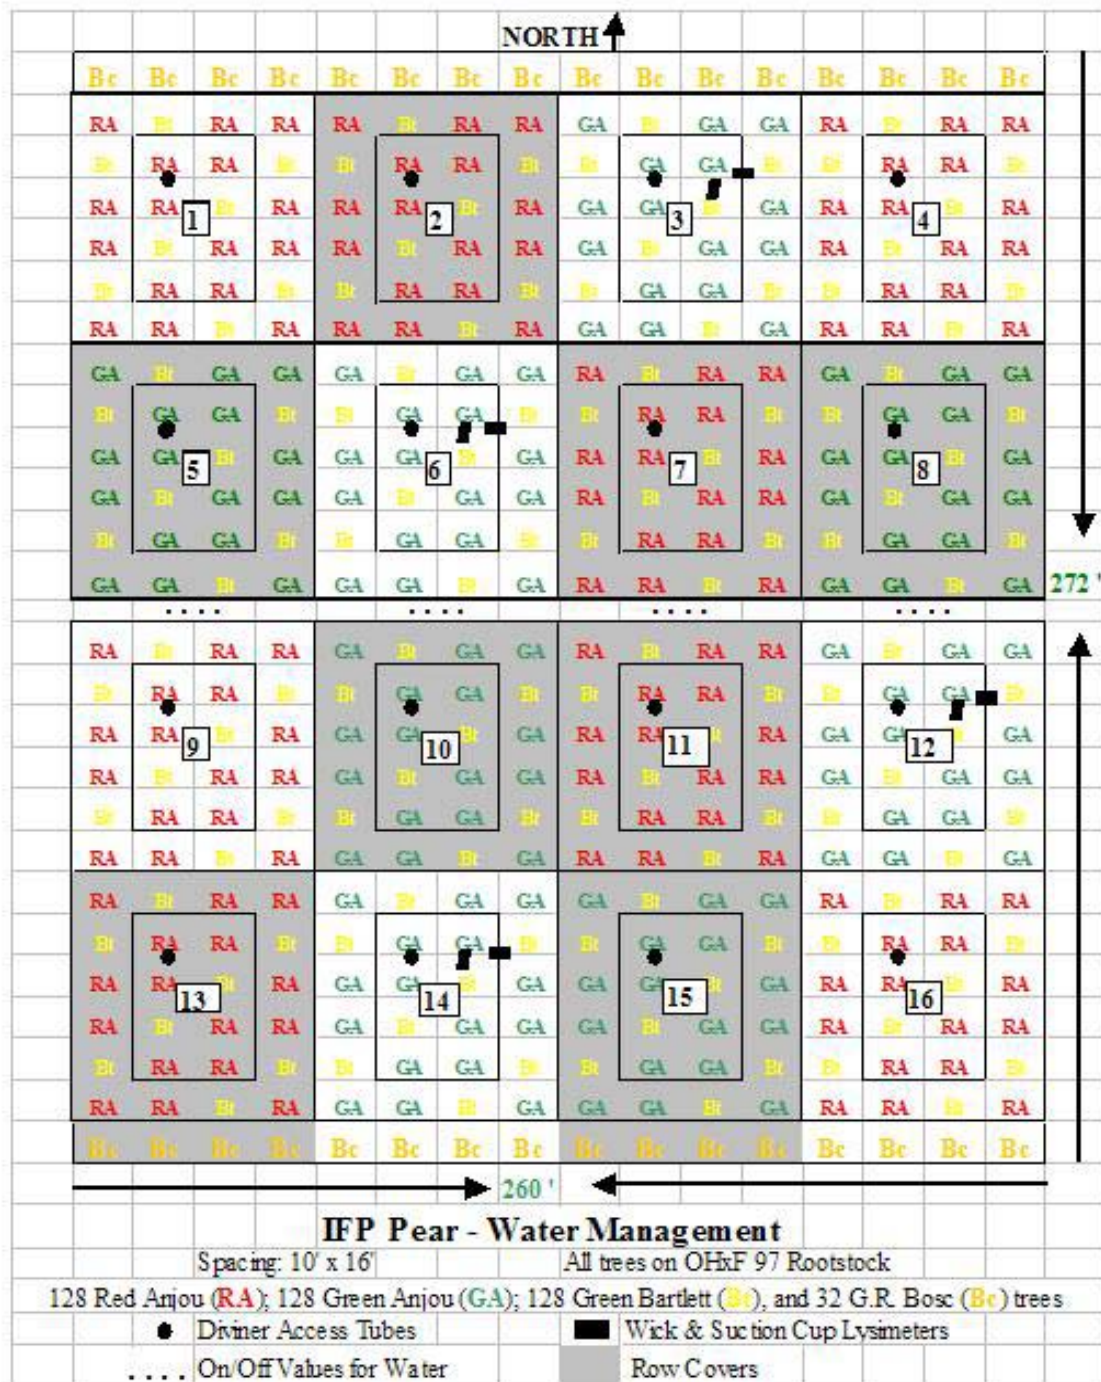 NORTH
Bc Bc Bc Bc Bc Bc Bc Bc Bc Bc Bc Bc Bc Bc Bc Bc
RA Bt RA RA RA Bt RA RA GA Bt GA GA RA Bt RA RA
Bt RA RA Bt Bt RA RA Bt Bt GA GA Bt Bt RA RA Bt
RA RA Bt RA RA RA Bt RA GA GA Bt GA RA RA Bt RA
1 2 3 4
RA Bt RA RA RA Bt RA RA GA Bt GA GA RA Bt RA RA
Bt RA RA Bt Bt RA RA Bt Bt GA GA Bt Bt RA RA Bt
RA RA Bt RA RA RA Bt RA GA GA Bt GA RA RA Bt RA
GA Bt GA GA GA Bt GA GA RA Bt RA RA GA Bt GA GA
Bt GA GA Bt Bt GA GA Bt Bt RA RA Bt Bt GA GA Bt
GA GA Bt GA GA GA Bt GA RA RA Bt RA GA GA Bt GA
5 6 7 8
GA Bt GA GA GA Bt GA GA RA Bt RA RA GA Bt GA GA
Bt GA GA Bt Bt GA GA Bt Bt RA RA Bt Bt GA GA Bt
GA GA Bt GA GA GA Bt GA RA RA Bt RA GA GA Bt GA
272 '
RA Bt RA RA GA Bt GA GA RA Bt RA RA GA Bt GA GA
Bt RA RA Bt Bt GA GA Bt Bt RA RA Bt Bt GA GA Bt
RA RA Bt RA GA GA Bt GA RA RA Bt RA GA GA Bt GA
9 10 11 12
RA Bt RA RA GA Bt GA GA RA Bt RA RA GA Bt GA GA
Bt RA RA Bt Bt GA GA Bt Bt RA RA Bt Bt GA GA Bt
RA RA Bt RA GA GA Bt GA RA RA Bt RA GA GA Bt GA
RA Bt RA RA GA Bt GA GA GA Bt GA GA RA Bt RA RA
Bt RA RA Bt Bt GA GA Bt Bt GA GA Bt Bt RA RA Bt
RA RA Bt RA GA GA Bt GA GA GA Bt GA RA RA Bt RA
13 14 15 16
RA Bt RA RA GA Bt GA GA GA Bt GA GA RA Bt RA RA
Bt RA RA Bt Bt GA GA Bt Bt GA GA Bt Bt RA RA Bt
RA RA Bt RA GA GA Bt GA GA GA Bt GA RA RA Bt RA
Bc Bc Bc Bc Bc Bc Bc Bc Bc Bc Bc Bc Bc Bc Bc Bc
260 '
IFP Pear - Water Management
Spacing: 10' x 16' All trees on OHxF 97 Rootstock
128 Red Anjou (RA); 128 Green Anjou (GA); 128 Green Bartlett (Bt), and 32 G.R. Bosc (Bc) trees
Diviner Access Tubes Wick & Suction Cup Lysimeters
. . . . On/Off Values for Water Row Covers